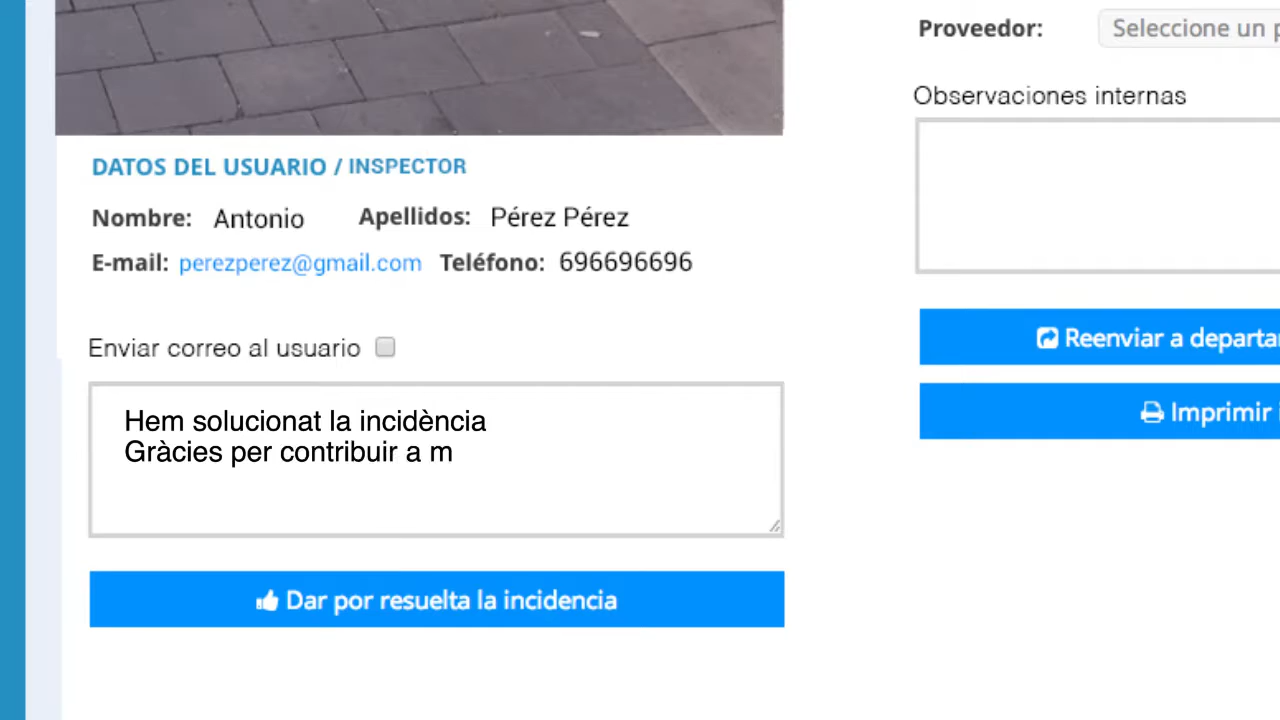 DATOS DEL USUARIO / INSPECTOR
Nombre: Antonio Apellidos: Pérez Pérez
E-mail: perezperez@gmail.com Teléfono: 696696696
Enviar correo al usuario
Hem solucionat la incidència
Gràcies per contribuir a m
Dar por resuelta la incidencia
Proveedor: Seleccione un
Observaciones internas
Reenviar a departa
Imprimir